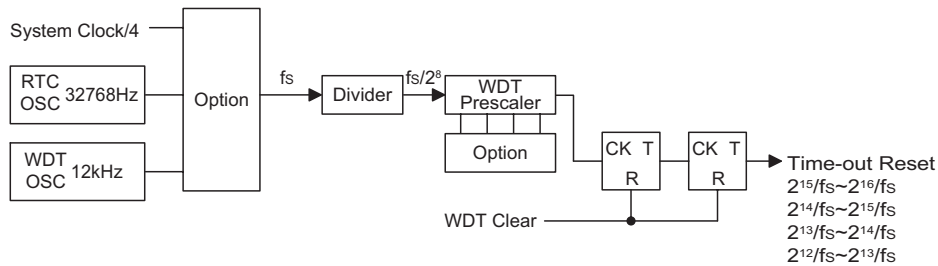 System Clock/4
RTC
OSC 32768Hz
WDT
OSC 12kHz
Option
fs
Divider
fs/2⁸
WDT
Prescaler
Option
CK T
R
CK T
R
WDT Clear
Time-out Reset
2¹⁵/fs~2¹⁶/fs
2¹⁴/fs~2¹⁵/fs
2¹³/fs~2¹⁴/fs
2¹²/fs~2¹³/fs